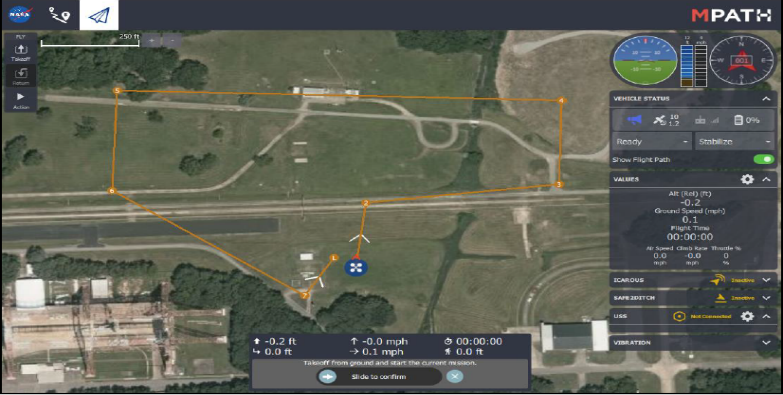 NASA
MPATH
FLY
Takeoff
Return
Action
250 ft
+ -
5
4
6
3
2
L
7
N
W
E
S
001
VEHICLE STATUS
10
1.2
0%
Ready
Stabilize
Show Flight Path
VALUES
Alt (Rel) (ft)
-0.2
Ground Speed (mph)
0.1
Flight Time
00:00:00
Air Speed Climb Rate Throttle %
0.0 -0.0 0
mph mph %
ICAROUS Inactive
SAFE2DITCH Inactive
USS Not Connected
VIBRATION
-0.2 ft -0.0 mph 00:00:00
0.0 ft 0.1 mph 0.0 ft
Takeoff from ground and start the current mission.
Slide to confirm